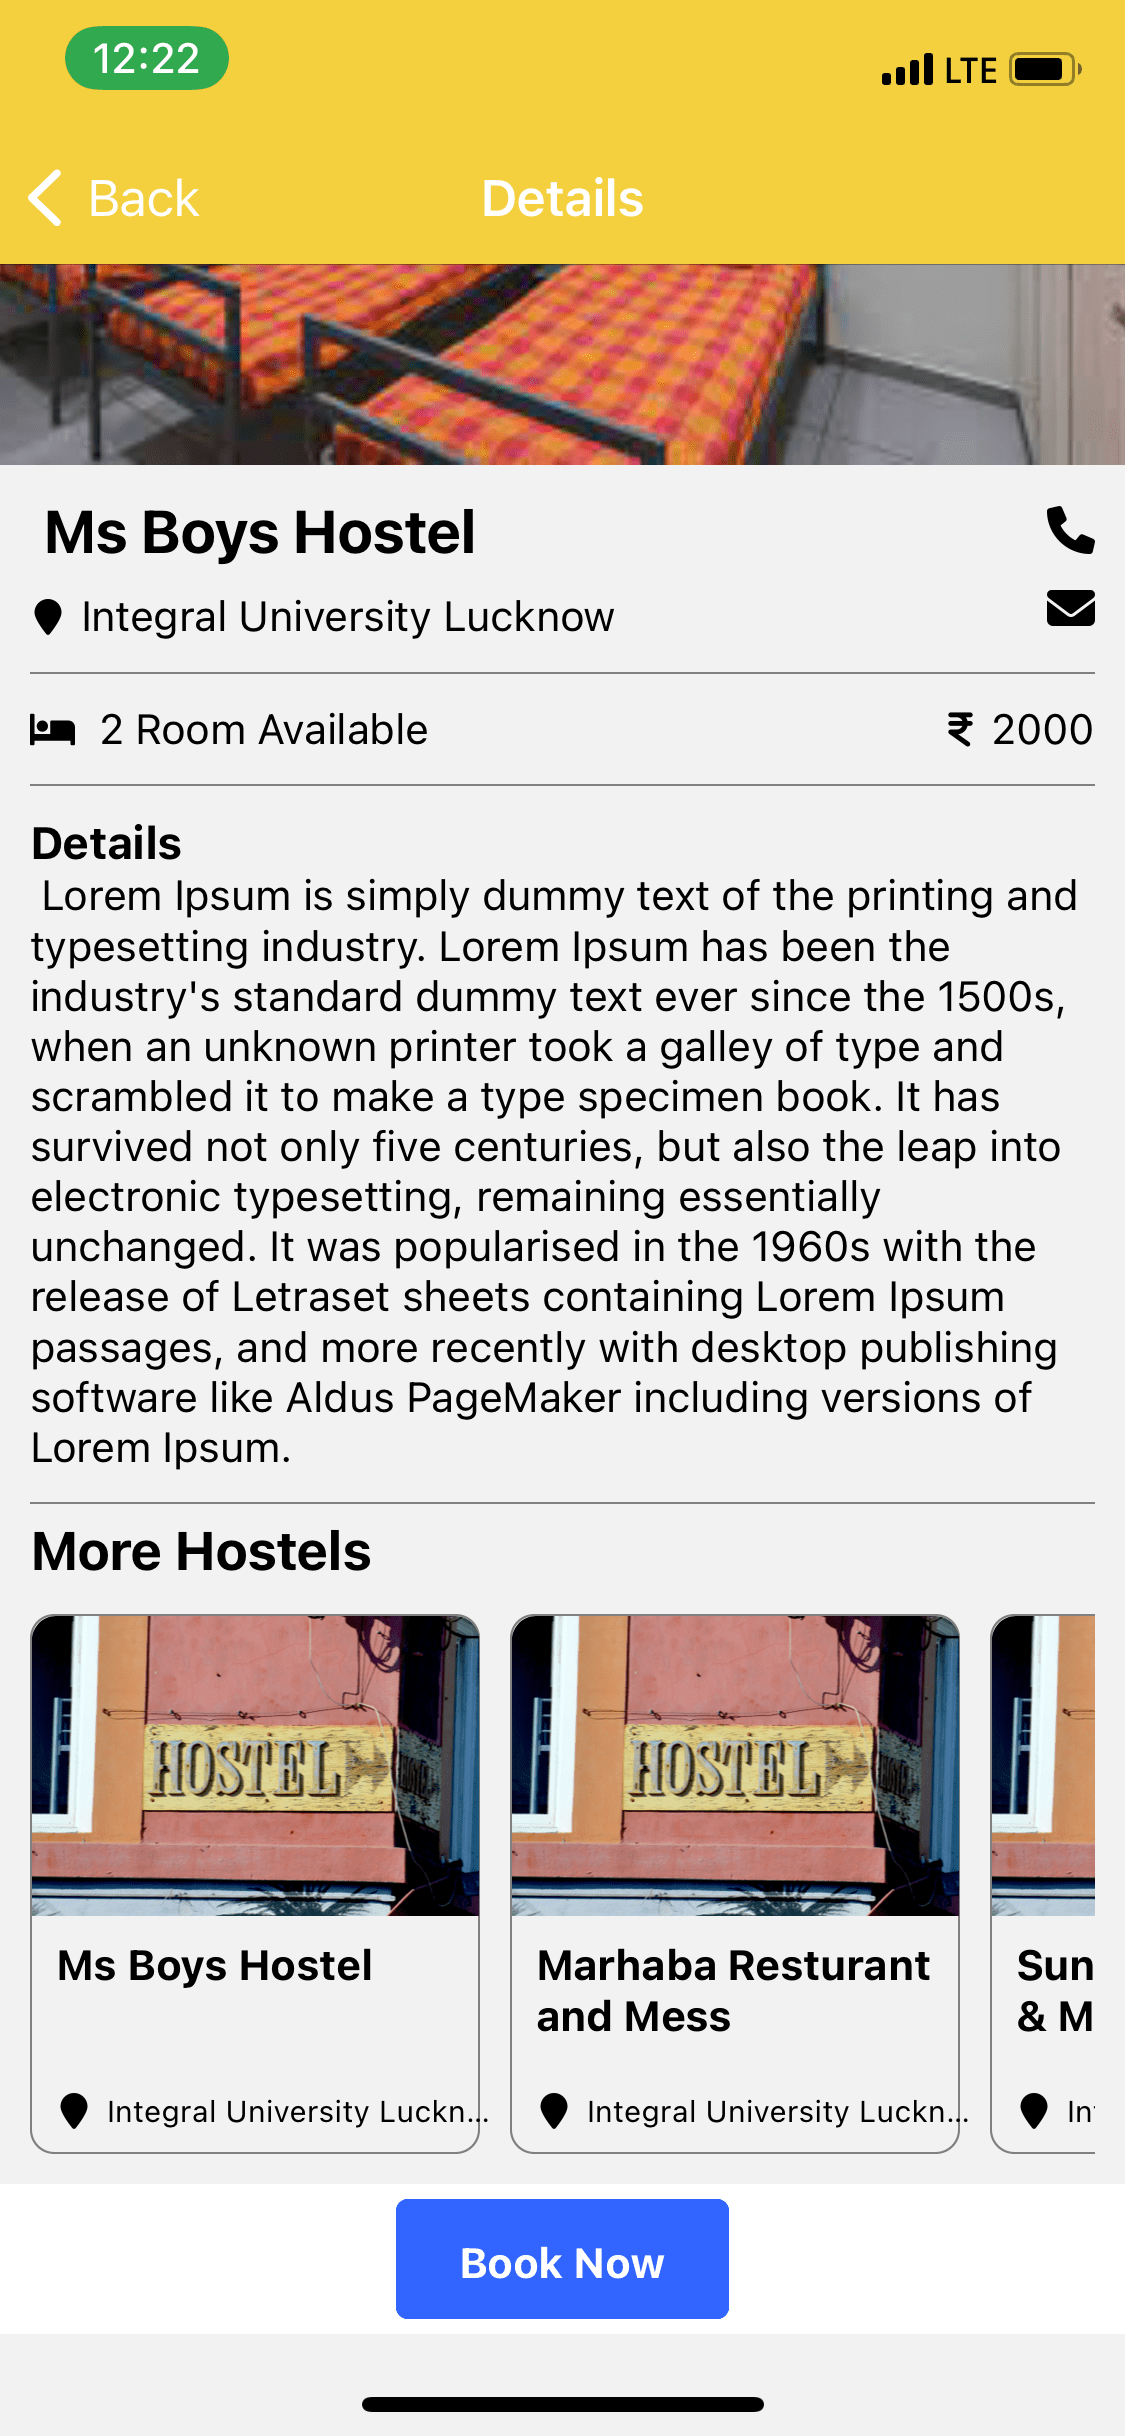 12:22 LTE
Back Details
Ms Boys Hostel
Integral University Lucknow
2 Room Available ₹ 2000
Details
Lorem Ipsum is simply dummy text of the printing and
typesetting industry. Lorem Ipsum has been the
industry's standard dummy text ever since the 1500s,
when an unknown printer took a galley of type and
scrambled it to make a type specimen book. It has
survived not only five centuries, but also the leap into
electronic typesetting, remaining essentially
unchanged. It was popularised in the 1960s with the
release of Letraset sheets containing Lorem Ipsum
passages, and more recently with desktop publishing
software like Aldus PageMaker including versions of
Lorem Ipsum.
More Hostels
HOSTEL
HOSTEL
Ms Boys Hostel
Integral University Luckn...
Marhaba Resturant
and Mess
Integral University Luckn...
Sun
& M
Book Now